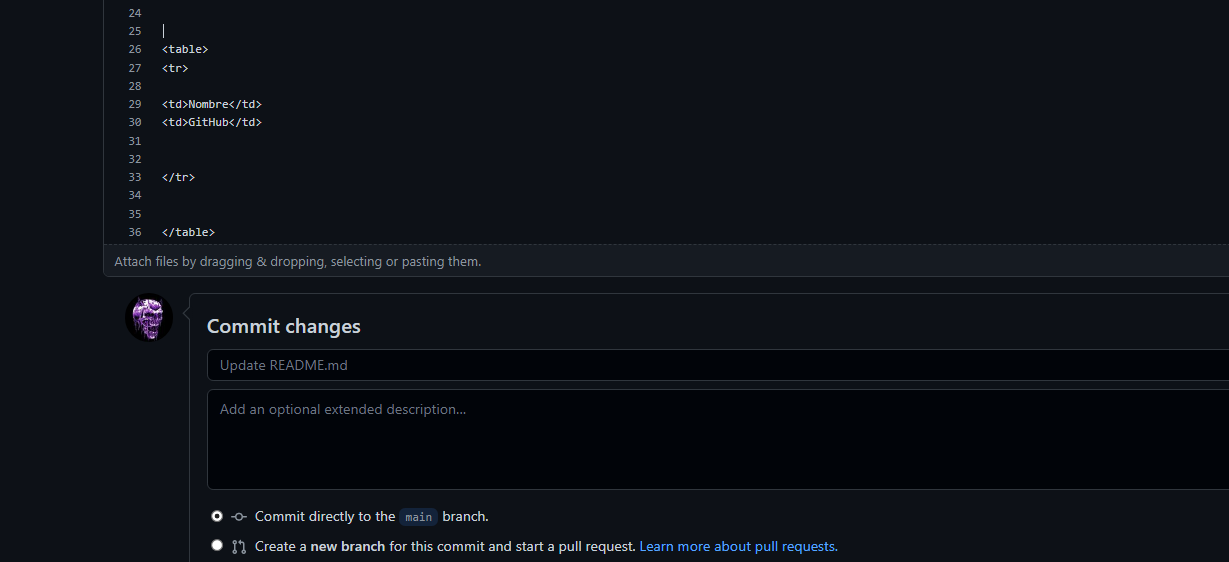 24
25
26 <table>
27 <tr>
28
29 <td>Nombre</td>
30 <td>GitHub</td>
31
32
33 </tr>
34
35
36 </table>
Attach files by dragging & dropping, selecting or pasting them.
Commit changes
Update README.md
Add an optional extended description...
Commit directly to the main branch.
Create a new branch for this commit and start a pull request. Learn more about pull requests.